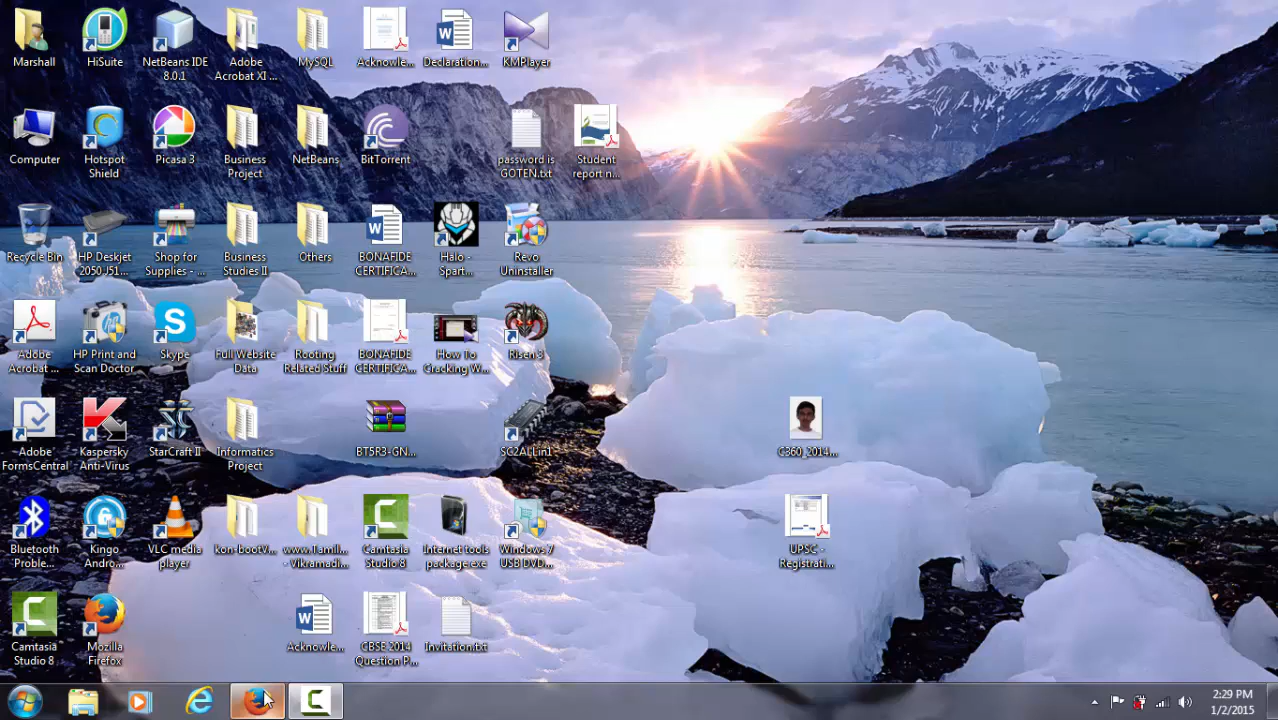 Marshall
HiSuite
NetBeans IDE
8.0.1
Adobe
Acrobat XI ...
MySQL
Acknowle...
Declaration...
KMPlayer
Computer
Hotspot
Shield
Picasa 3
Business
Project
NetBeans
BitTorrent
password is
GOTEN.txt
Student
report n...
Recycle Bin
HP Deskjet
2050 J51...
Shop for
Supplies - ...
Business
Studies II
Others
BONAFIDE
CERTIFICA...
Halo -
Spart...
Revo
Uninstaller
Adobe
Acrobat ...
HP Print and
Scan Doctor
Skype
Full Website
Data
Rooting
Related Stuff
BONAFIDE
CERTIFICA...
How To
Cracking W...
Risen 3
Adobe
FormsCentral
Kaspersky
Anti-Virus
StarCraft II
Informatics
Project
BT5R3-GN...
SC2ALLin1
C360_2014...
Bluetooth
Proble...
Kingo
Andro...
VLC media
player
kon-bootV...
www.Tamil...
- Vikramadi...
Camtasia
Studio 8
Internet tools
package.exe
Windows 7
USB DVD...
UPSC -
Registrati...
Camtasia
Studio 8
Mozilla
Firefox
Acknowle...
CBSE 2014
Question P...
Invitation.txt
2:29 PM
1/2/2015